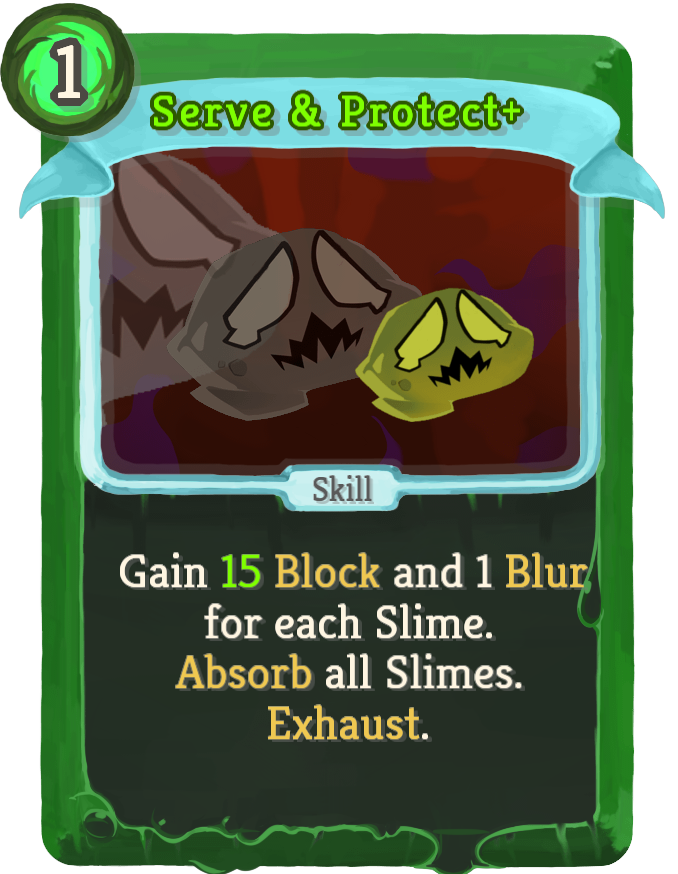 1
Serve & Protect+
Skill
Gain 15 Block and 1 Blur
for each Slime.
Absorb all Slimes.
Exhaust.